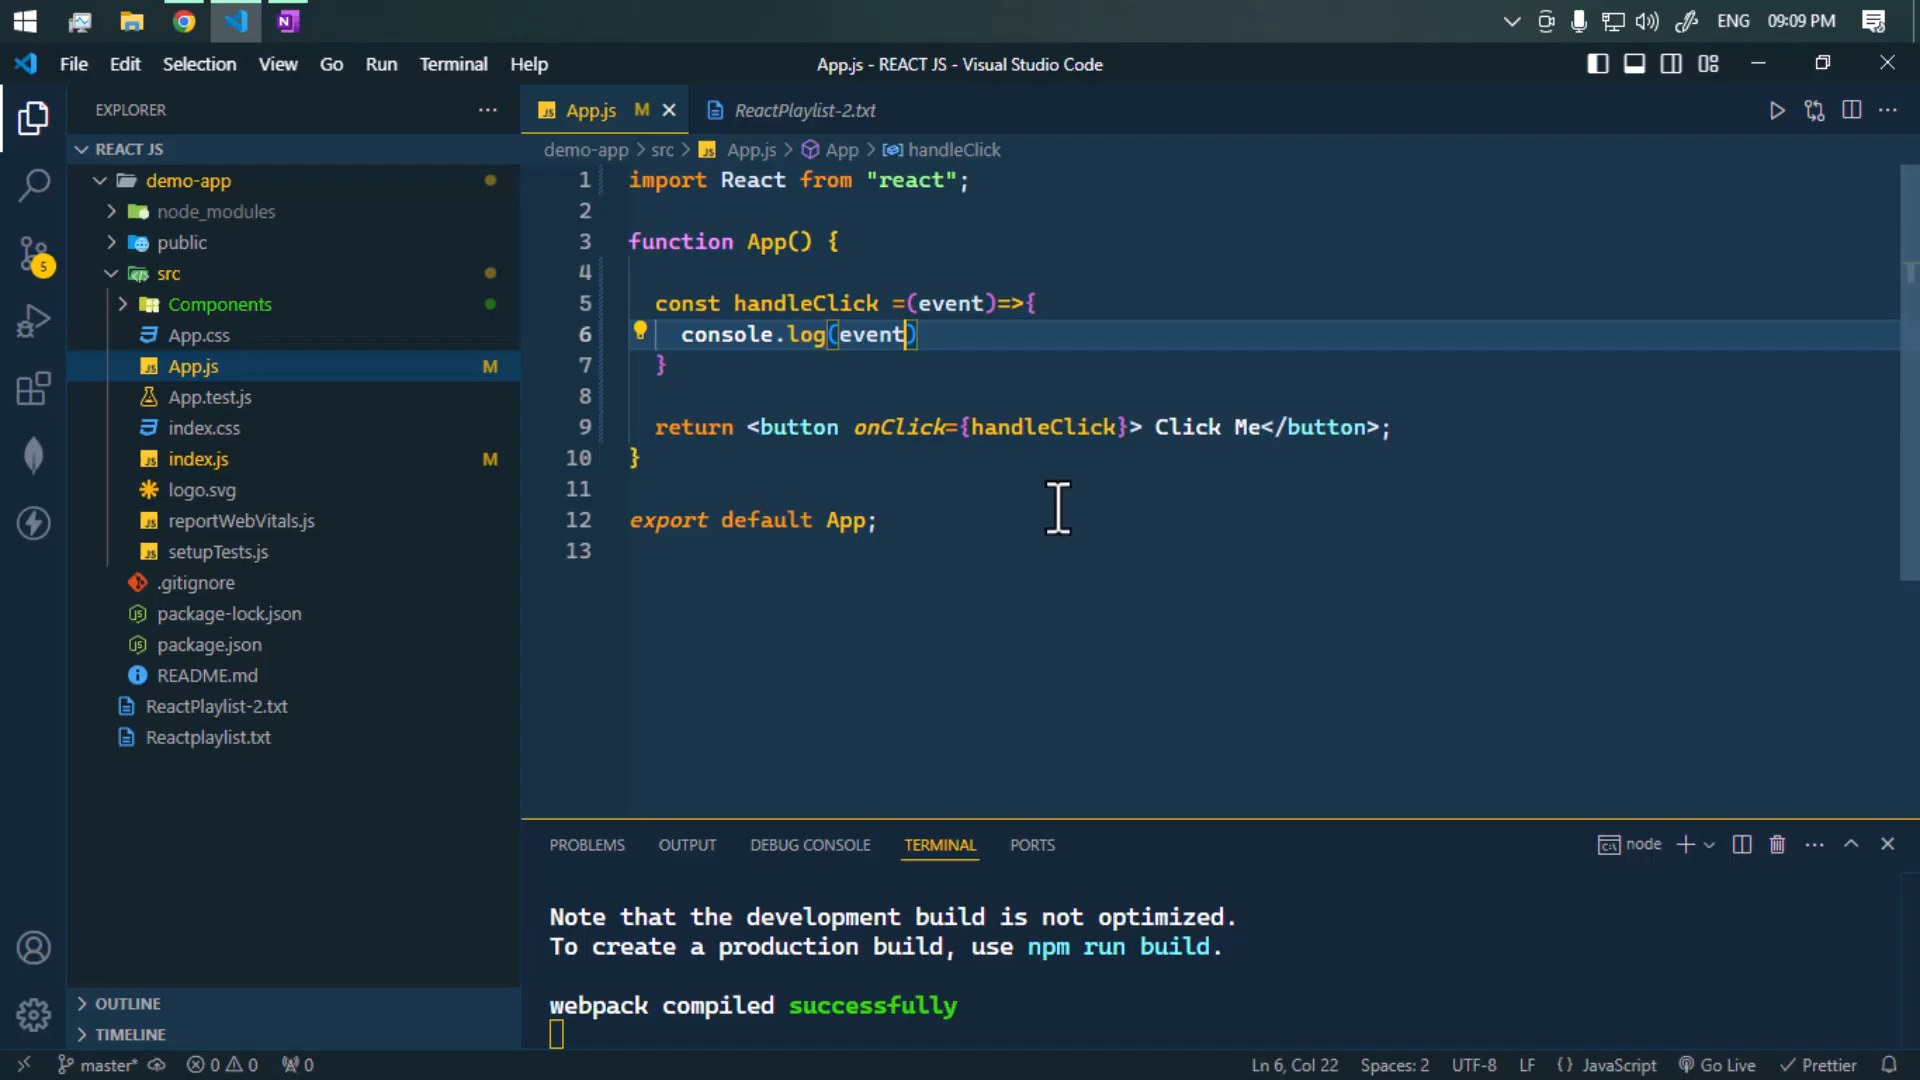 ENG 09:09 PM
File Edit Selection View Go Run Terminal Help
App.js - REACT JS - Visual Studio Code
EXPLORER
REACT JS
demo-app
node_modules
public
src
Components
App.css
App.js M
App.test.js
index.css
index.js M
logo.svg
reportWebVitals.js
setupTests.js
.gitignore
package-lock.json
package.json
README.md
ReactPlaylist-2.txt
Reactplaylist.txt
OUTLINE
TIMELINE
5
App.js M ReactPlaylist-2.txt
demo-app > src > App.js > App > handleClick
1 import React from "react";
2
3 function App() {
4
5 const handleClick =(event)=>{
6 console.log(event)
7 }
8
9 return <button onClick={handleClick}> Click Me</button>;
10 }
11
12 export default App;
13
PROBLEMS OUTPUT DEBUG CONSOLE TERMINAL PORTS
node
Note that the development build is not optimized.
To create a production build, use npm run build.
webpack compiled successfully
master* 0 0 0 Ln 6, Col 22 Spaces: 2 UTF-8 LF {} JavaScript Go Live Prettier